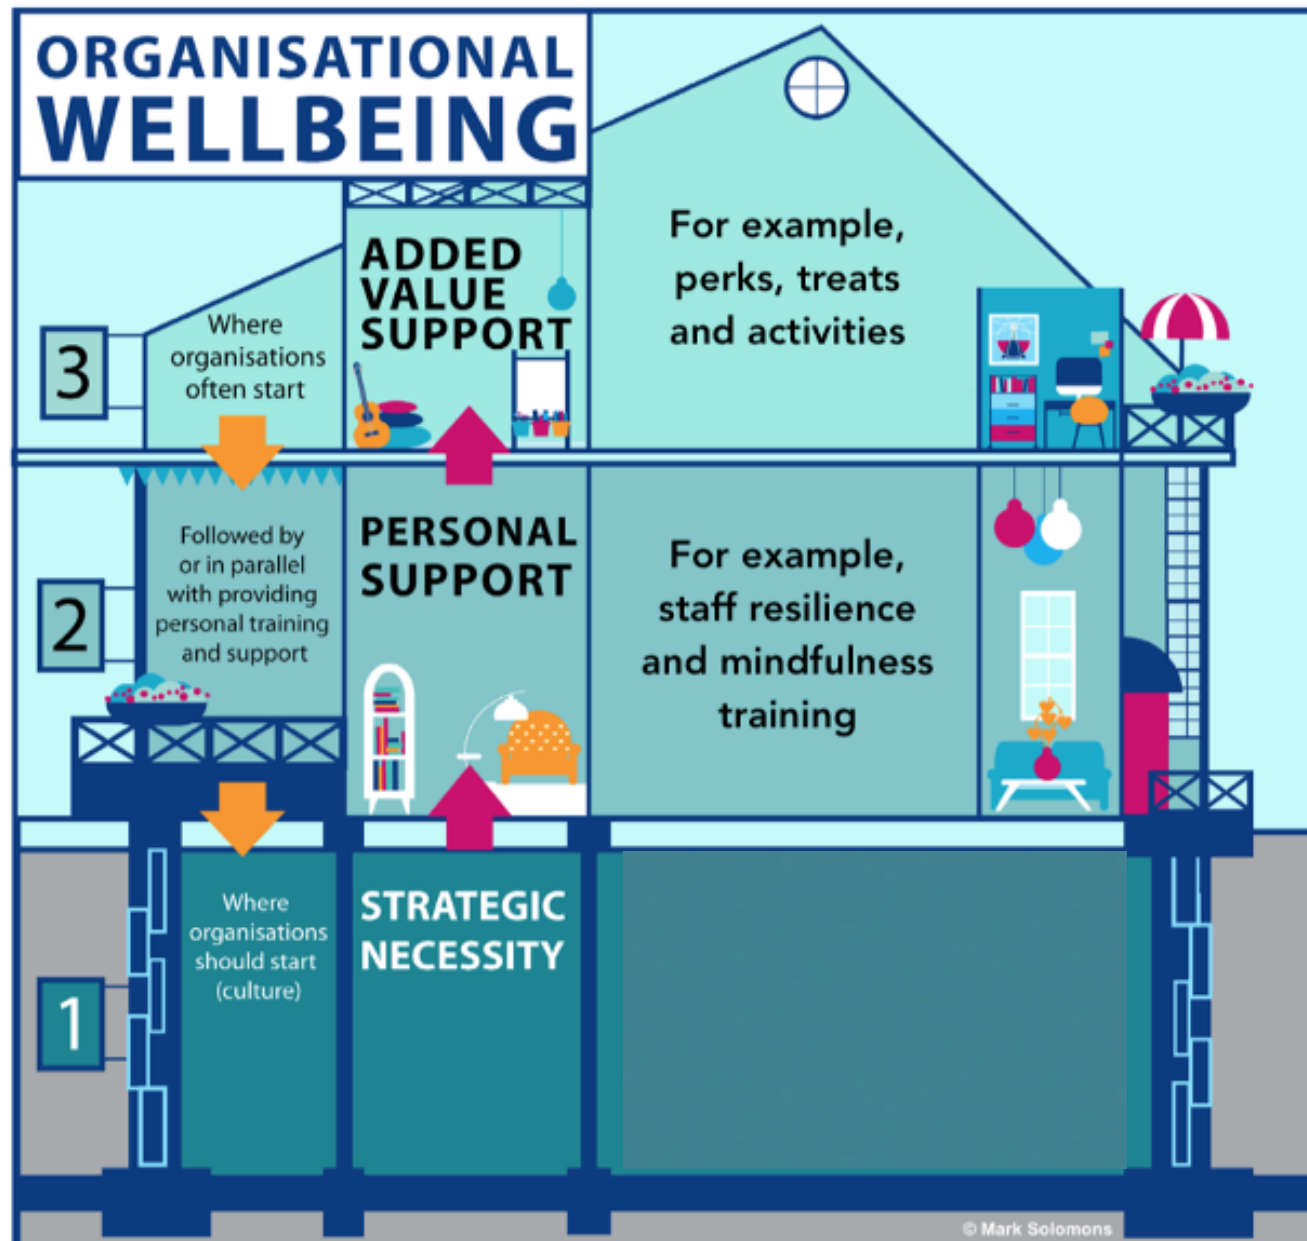 ORGANISATIONAL
WELLBEING
3
Where
organisations
often start
ADDED
VALUE
SUPPORT
For example,
perks, treats
and activities
2
Followed by
or in parallel
with providing
personal training
and support
PERSONAL
SUPPORT
For example,
staff resilience
and mindfulness
training
1
Where
organisations
should start
(culture)
STRATEGIC
NECESSITY
© Mark Solomons